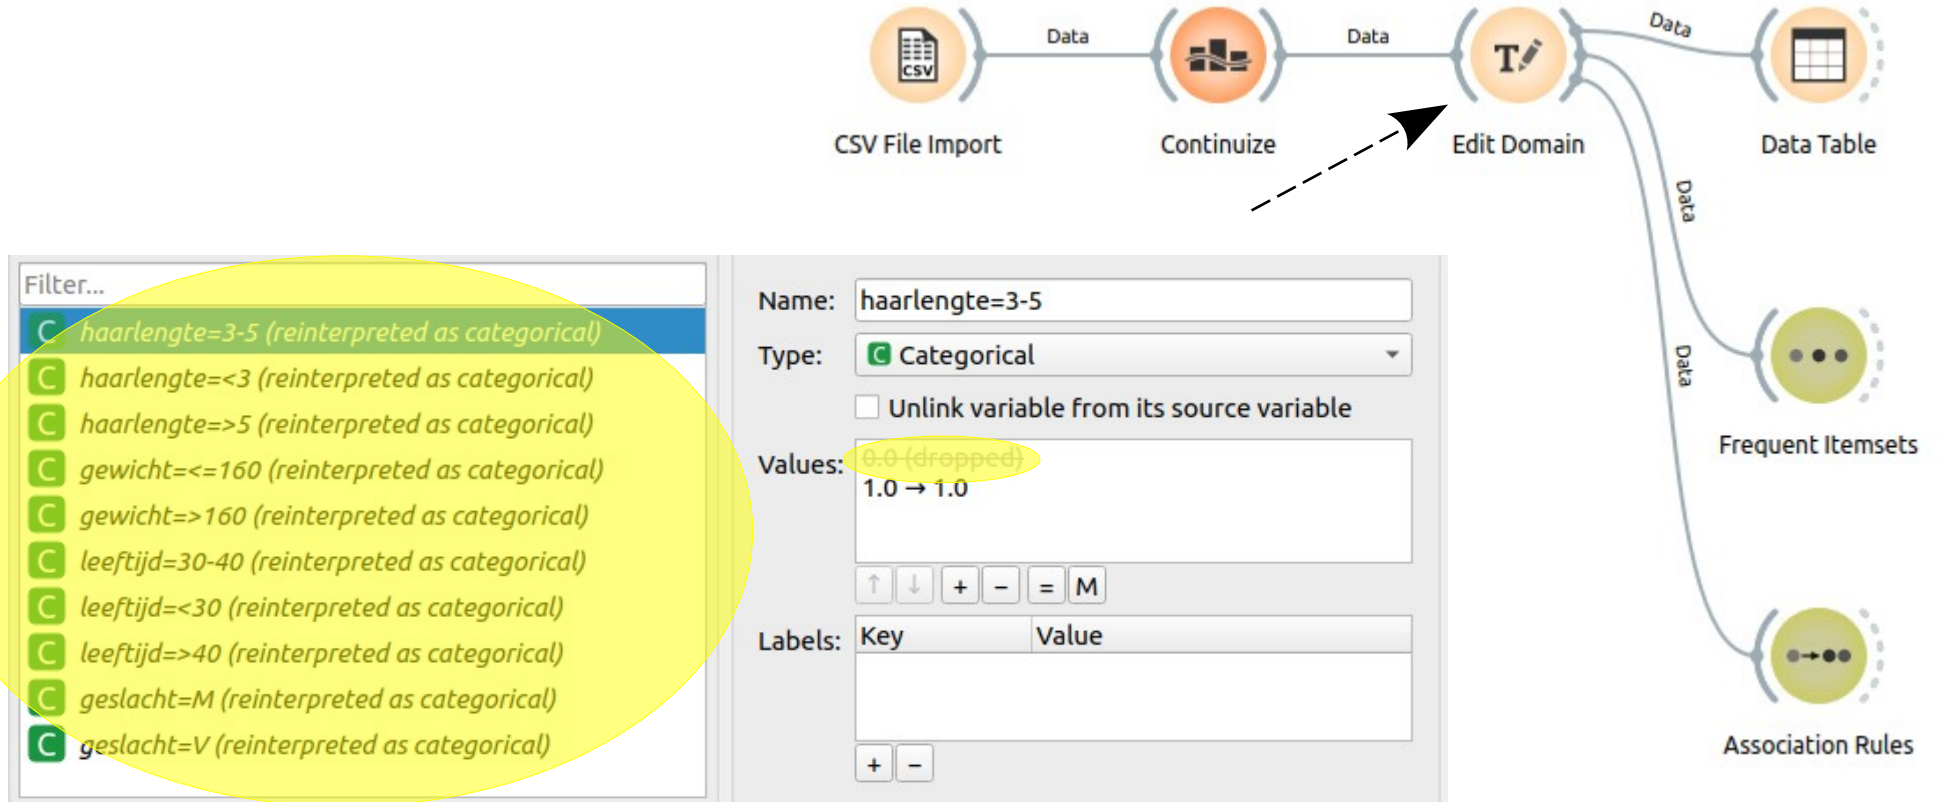 Data
Data
Data
CSV
T
CSV File Import
Continuize
Edit Domain
Data Table
Data
Data
Filter...
C haarlengte=3-5 (reinterpreted as categorical)
C haarlengte=<3 (reinterpreted as categorical)
C haarlengte=>5 (reinterpreted as categorical)
C gewicht=<=160 (reinterpreted as categorical)
C gewicht=>160 (reinterpreted as categorical)
C leeftijd=30-40 (reinterpreted as categorical)
C leeftijd=<30 (reinterpreted as categorical)
C leeftijd=>40 (reinterpreted as categorical)
C geslacht=M (reinterpreted as categorical)
C geslacht=V (reinterpreted as categorical)
Name: haarlengte=3-5
Type: C Categorical
Unlink variable from its source variable
Values: 0.0 (dropped)
1.0 → 1.0
↑ ↓ + − = M
Labels: Key Value
+ −
Frequent Itemsets
Association Rules